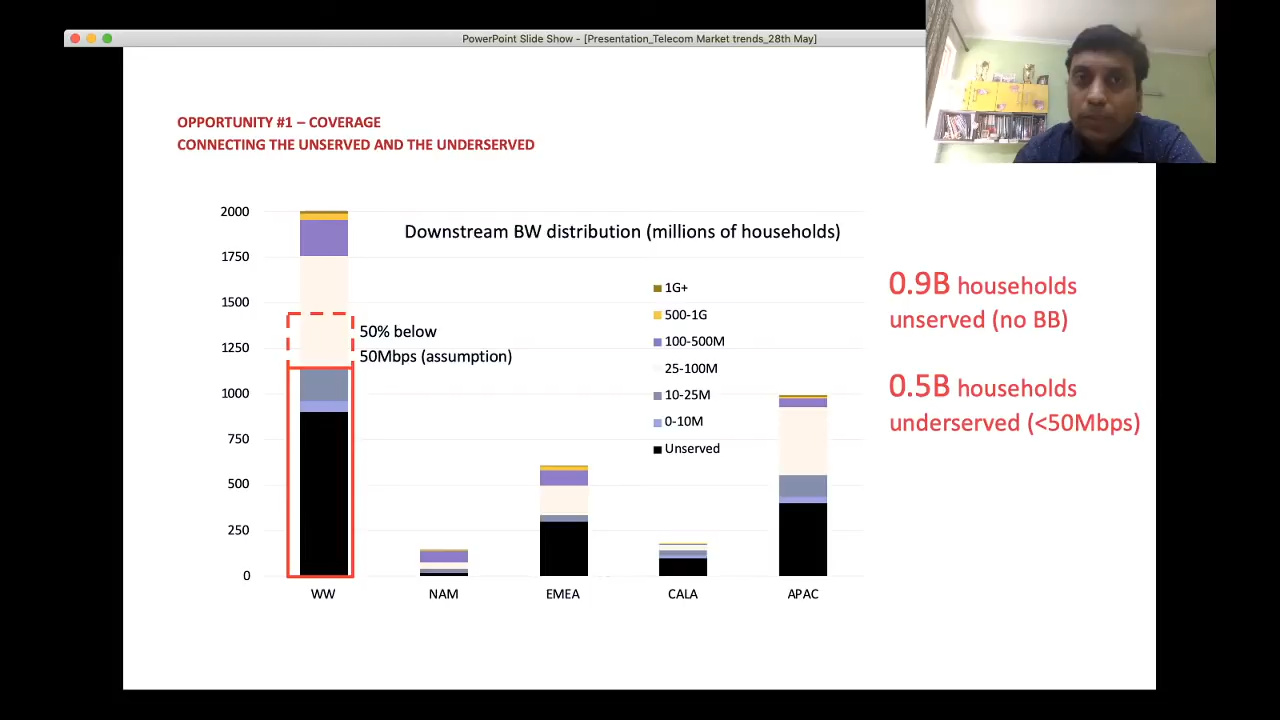 PowerPoint Slide Show - [Presentation_Telecom Market trends_28th May]
OPPORTUNITY #1 – COVERAGE
CONNECTING THE UNSERVED AND THE UNDERSERVED
Downstream BW distribution (millions of households)
2000
1750
1500
1250
1000
750
500
250
0
50% below
50Mbps (assumption)
1G+
500-1G
100-500M
25-100M
10-25M
0-10M
Unserved
WW
NAM
EMEA
CALA
APAC
0.9B households
unserved (no BB)
0.5B households
underserved (<50Mbps)